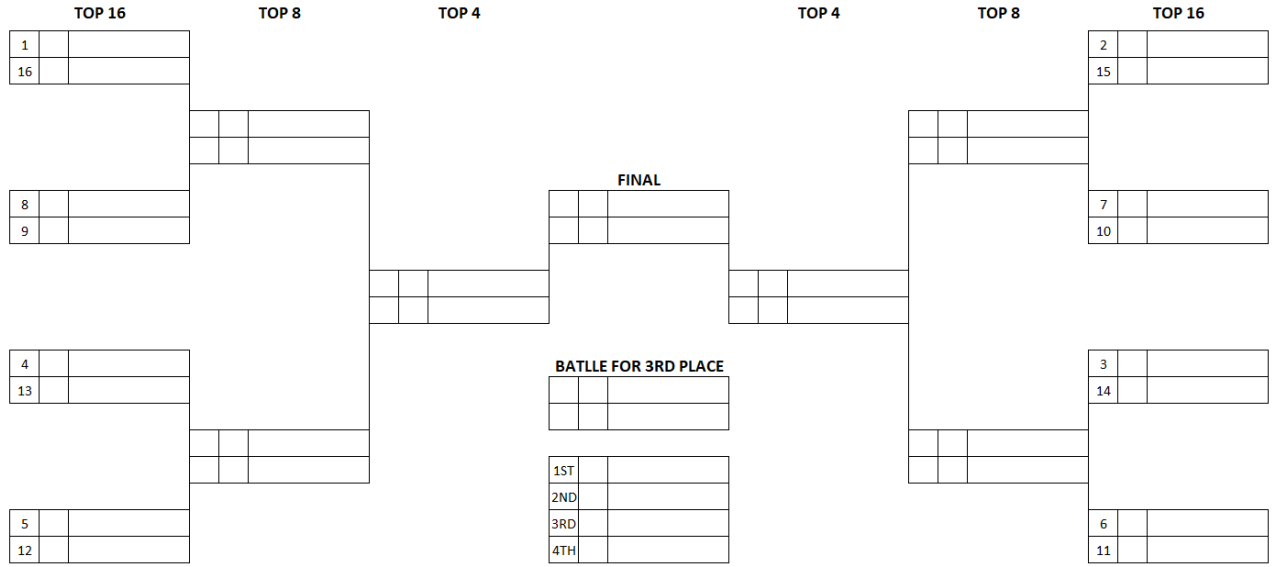 TOP 16 TOP 8 TOP 4 TOP 4 TOP 8 TOP 16
1 2
16 15
FINAL
8 7
9 10
4 BATLLE FOR 3RD PLACE 3
13 14
1ST
2ND
5 3RD 6
12 4TH 11